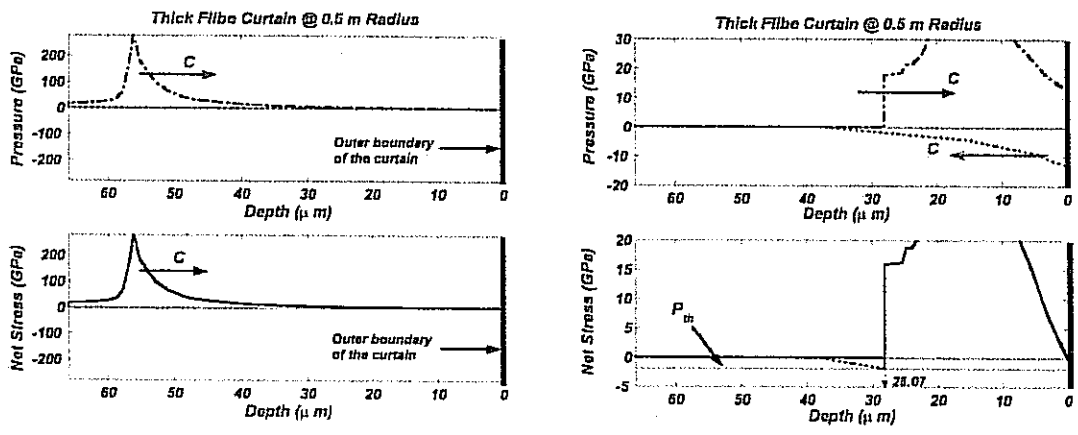 Thick Flibe Curtain @ 0.5 m Radius
Pressure (GPa)
200
100
0
-100
-200
C
Outer boundary
of the curtain
60 50 40 30 20 10 0
Depth (μ m)
Net Stress (GPa)
200
100
0
-100
-200
C
Outer boundary
of the curtain
60 50 40 30 20 10 0
Depth (μ m)
Thick Flibe Curtain @ 0.5 m Radius
Pressure (GPa)
30
20
10
0
-10
-20
C
C
60 50 40 30 20 10 0
Depth (μ m)
Net Stress (GPa)
20
15
10
5
0
-5
P th
28.07
60 50 40 30 20 10 0
Depth (μ m)